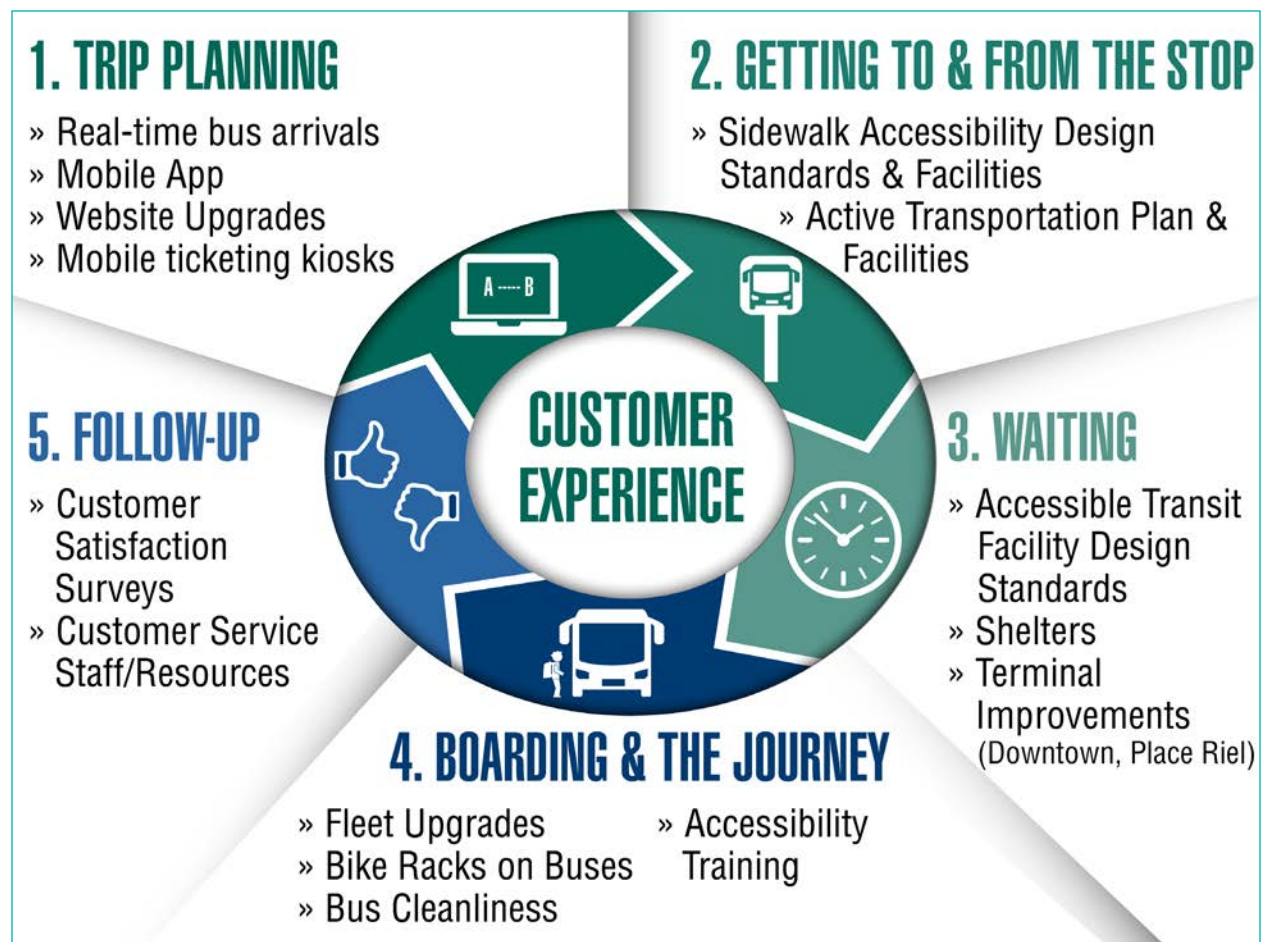 1. TRIP PLANNING
» Real-time bus arrivals
» Mobile App
» Website Upgrades
» Mobile ticketing kiosks
2. GETTING TO & FROM THE STOP
» Sidewalk Accessibility Design
Standards & Facilities
» Active Transportation Plan &
Facilities
A ---- B
CUSTOMER
EXPERIENCE
3. WAITING
» Accessible Transit
Facility Design
Standards
» Shelters
» Terminal
Improvements
(Downtown, Place Riel)
4. BOARDING & THE JOURNEY
» Fleet Upgrades
» Bike Racks on Buses
» Bus Cleanliness
» Accessibility
Training
5. FOLLOW-UP
» Customer
Satisfaction
Surveys
» Customer Service
Staff/Resources